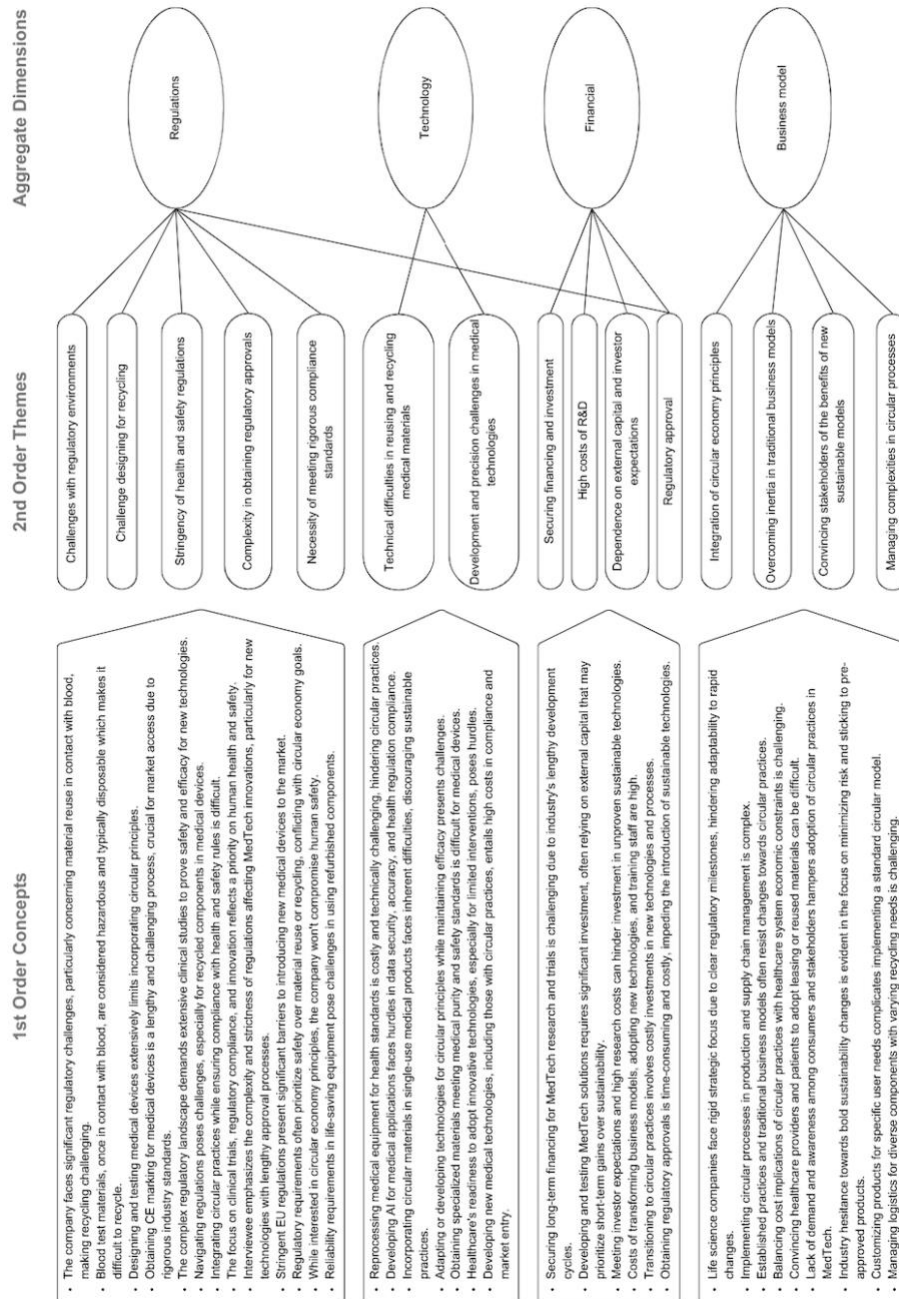 1st Order Concepts
2nd Order Themes
Aggregate Dimensions
• The company faces significant regulatory challenges, particularly concerning material reuse in contact with blood,
making recycling challenging.
• Blood test materials, once in contact with blood, are considered hazardous and typically disposable which makes it
difficult to recycle.
• Designing and testing medical devices extensively limits incorporating circular principles.
• Obtaining CE marking for medical devices is a lengthy and challenging process, crucial for market access due to
rigorous industry standards.
• The complex regulatory landscape demands extensive clinical studies to prove safety and efficacy for new technologies.
• Navigating regulations poses challenges, especially for recycled components in medical devices.
• Integrating circular practices while ensuring compliance with health and safety rules is difficult.
• The focus on clinical trials, regulatory compliance, and innovation reflects a priority on human health and safety.
• Interviewee emphasizes the complexity and strictness of regulations affecting MedTech innovations, particularly for new
technologies with lengthy approval processes.
• Stringent EU regulations present significant barriers to introducing new medical devices to the market.
• Regulatory requirements often prioritize safety over material reuse or recycling, conflicting with circular economy goals.
• While interested in circular economy principles, the company won't compromise human safety.
• Reliability requirements in life-saving equipment pose challenges in using refurbished components.
Challenges with regulatory environments
Challenge designing for recycling
Stringency of health and safety regulations
Complexity in obtaining regulatory approvals
Necessity of meeting rigorous compliance
standards
Regulations
• Reprocessing medical equipment for health standards is costly and technically challenging, hindering circular practices.
• Developing AI for medical applications faces hurdles in data security, accuracy, and health regulation compliance.
• Incorporating circular materials in single-use medical products faces inherent difficulties, discouraging sustainable
practices.
• Adapting or developing technologies for circular principles while maintaining efficacy presents challenges.
• Obtaining specialized materials meeting medical purity and safety standards is difficult for medical devices.
• Healthcare's readiness to adopt innovative technologies, especially for limited interventions, poses hurdles.
• Developing new medical technologies, including those with circular practices, entails high costs in compliance and
market entry.
Technical difficulties in reusing and recycling
medical materials
Development and precision challenges in medical
technologies
Technology
• Securing long-term financing for MedTech research and trials is challenging due to industry's lengthy development
cycles.
• Developing and testing MedTech solutions requires significant investment, often relying on external capital that may
prioritize short-term gains over sustainability.
• Meeting investor expectations and high research costs can hinder investment in unproven sustainable technologies.
• Costs of transforming business models, adopting new technologies, and training staff are high.
• Transitioning to circular practices involves costly investments in new technologies and processes.
• Obtaining regulatory approvals is time-consuming and costly, impeding the introduction of sustainable technologies.
Securing financing and investment
High costs of R&D
Dependence on external capital and investor
expectations
Regulatory approval
Financial
• Life science companies face rigid strategic focus due to clear regulatory milestones, hindering adaptability to rapid
changes.
• Implementing circular processes in production and supply chain management is complex.
• Established practices and traditional business models often resist changes towards circular practices.
• Balancing cost implications of circular practices with healthcare system economic constraints is challenging.
• Convincing healthcare providers and patients to adopt leasing or reused materials can be difficult.
• Lack of demand and awareness among consumers and stakeholders hampers adoption of circular practices in
MedTech.
• Industry hesitance towards bold sustainability changes is evident in the focus on minimizing risk and sticking to pre-
approved products.
• Customizing products for specific user needs complicates implementing a standard circular model.
• Managing logistics for diverse components with varying recycling needs is challenging.
Integration of circular economy principles
Overcoming inertia in traditional business models
Convincing stakeholders of the benefits of new
sustainable models
Managing complexities in circular processes
Business model